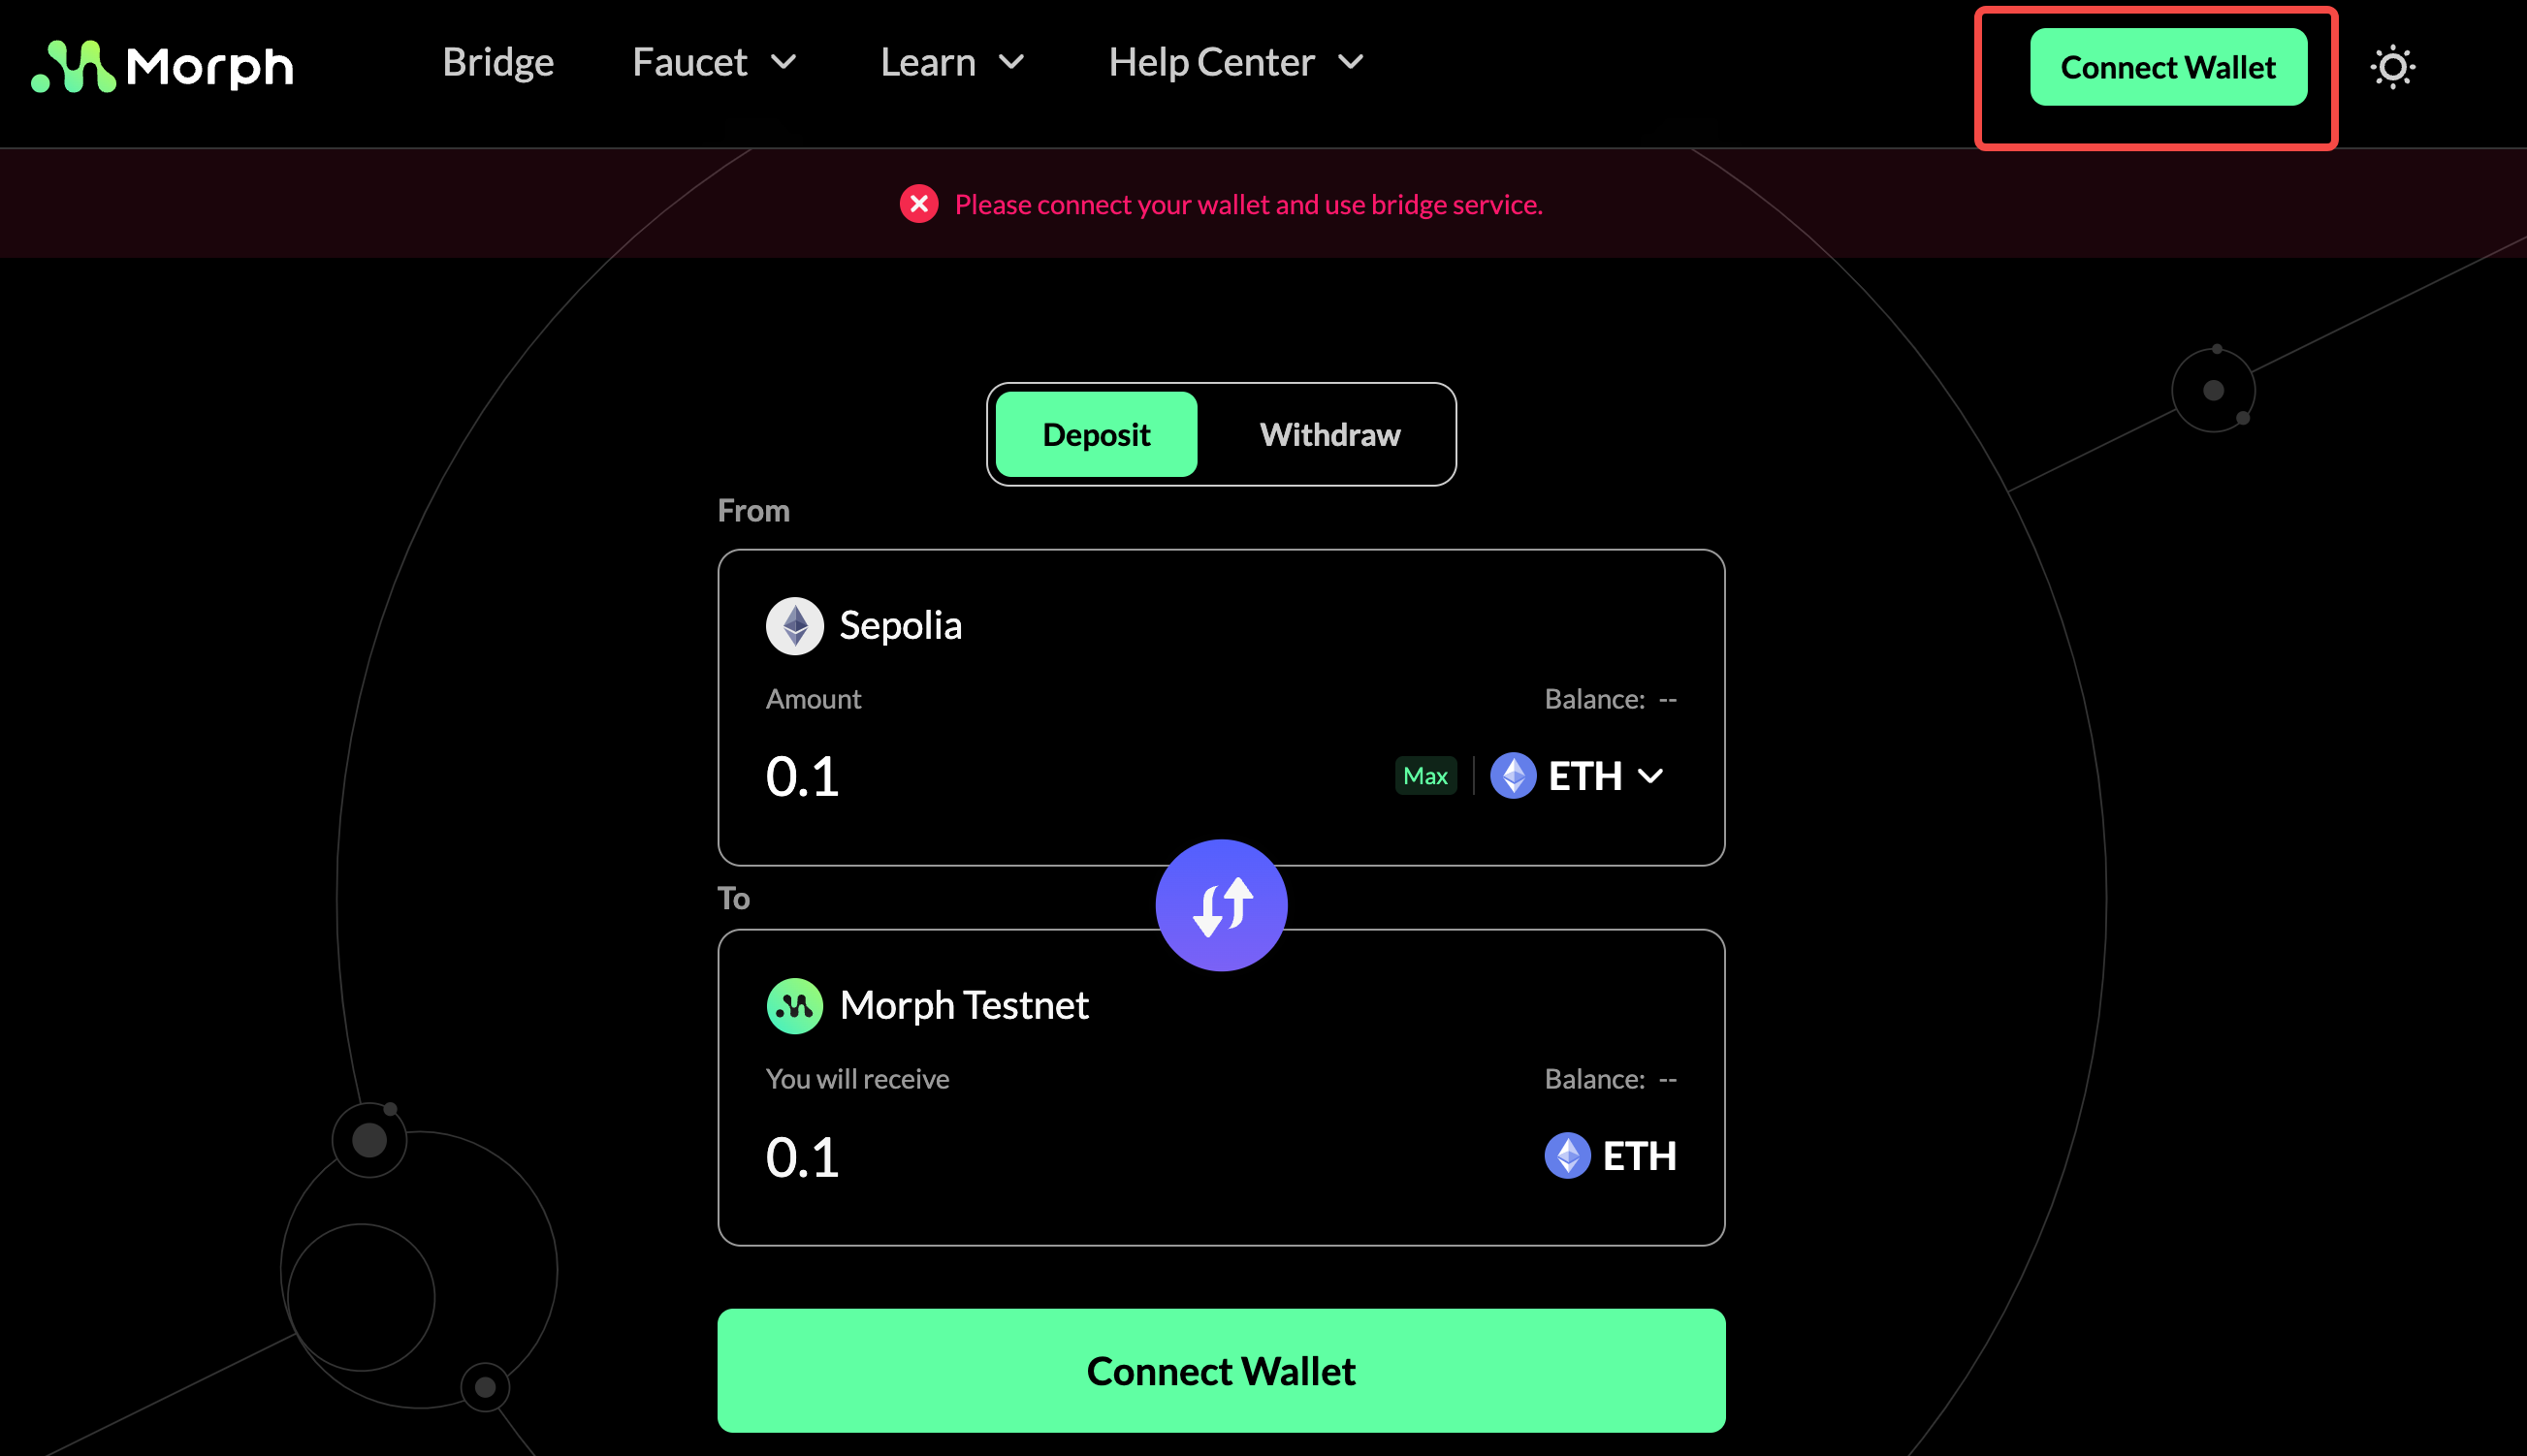 Morph
Bridge
Faucet
Learn
Help Center
Connect Wallet
Please connect your wallet and use bridge service.
Deposit
Withdraw
From
Sepolia
Amount
Balance: --
0.1
Max
ETH
To
Morph Testnet
You will receive
Balance: --
0.1
ETH
Connect Wallet